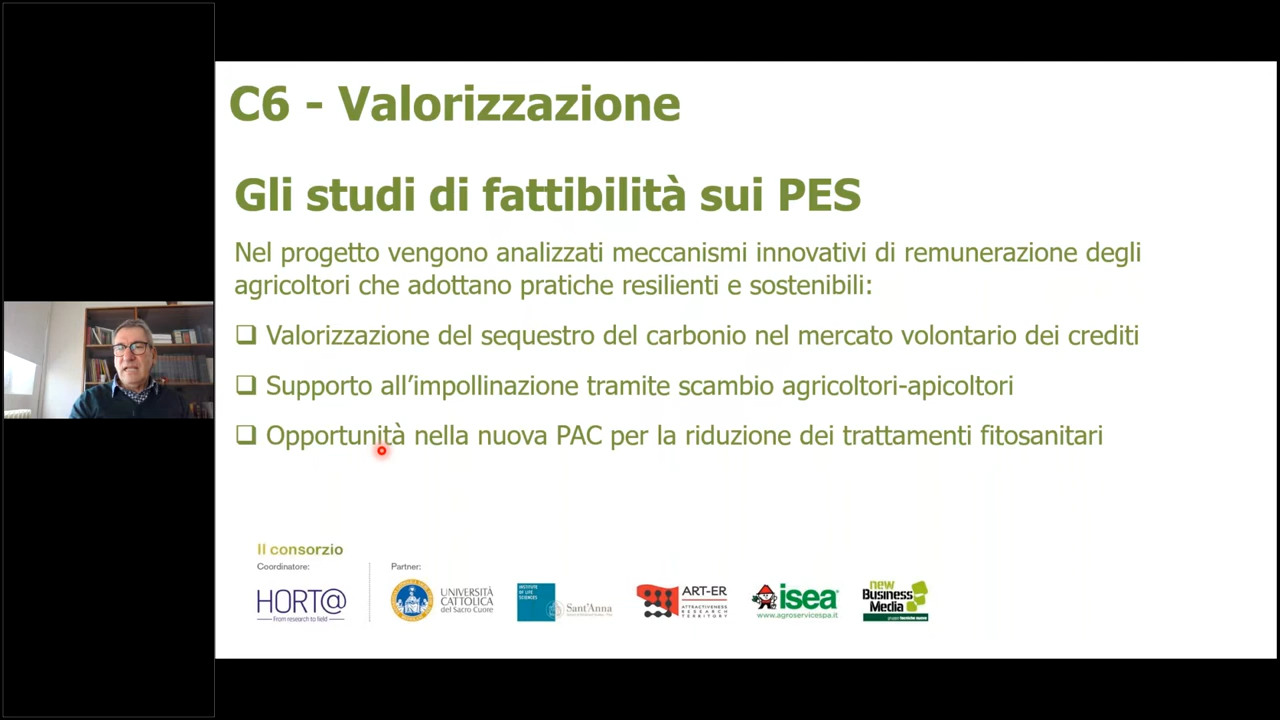 C6 - Valorizzazione
Gli studi di fattibilità sui PES
Nel progetto vengono analizzati meccanismi innovativi di remunerazione degli
agricoltori che adottano pratiche resilienti e sostenibili:
Valorizzazione del sequestro del carbonio nel mercato volontario dei crediti
Supporto all’impollinazione tramite scambio agricoltori-apicoltori
Opportunità nella nuova PAC per la riduzione dei trattamenti fitosanitari
Il consorzio
Coordinatore:
Partner:
HORT@
From research to field
UNIVERSITÀ
CATTOLICA
del Sacro Cuore
INSTITUTE
OF LIFE
SCIENCES
Sant'Anna
ART-ER
ATTRACTIVENESS
RESEARCH
TERRITORY
isea
www.agroservicespa.it
new
Business
Media